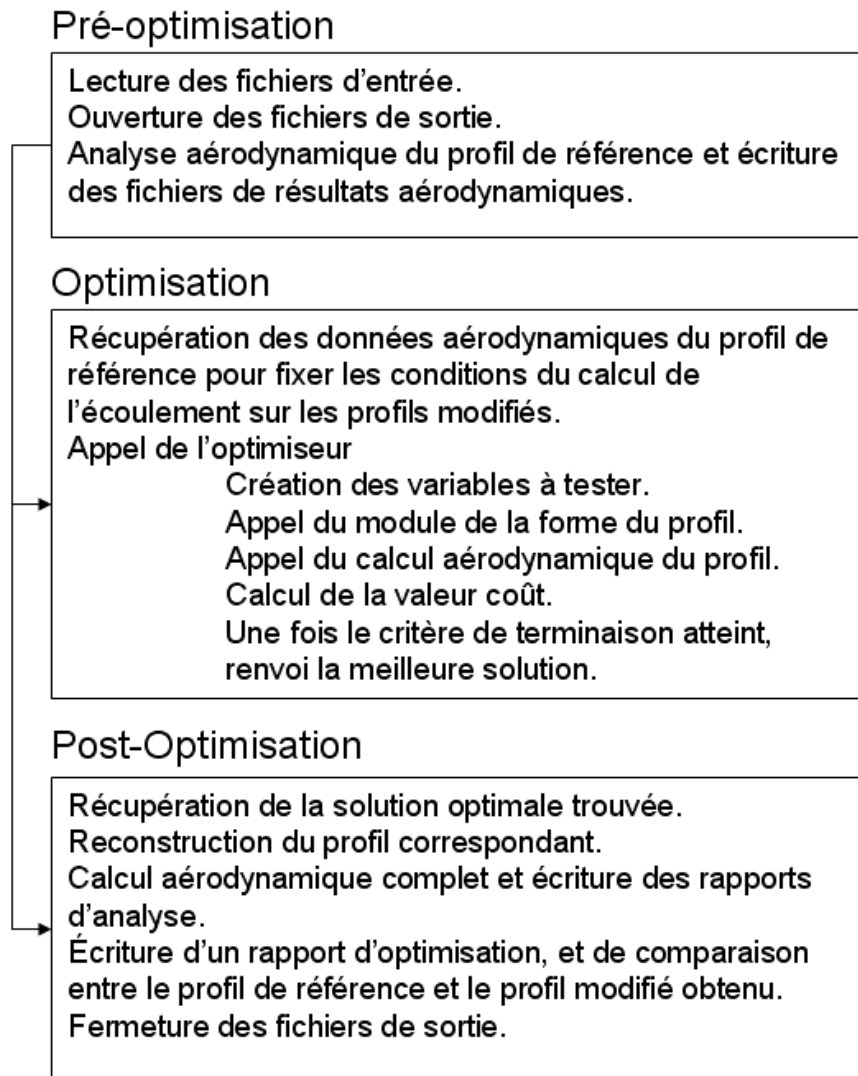 Pré-optimisation
Lecture des fichiers d'entrée.
Ouverture des fichiers de sortie.
Analyse aérodynamique du profil de référence et écriture
des fichiers de résultats aérodynamiques.
Optimisation
Récupération des données aérodynamiques du profil de
référence pour fixer les conditions du calcul de
l'écoulement sur les profils modifiés.
Appel de l'optimiseur
Création des variables à tester.
Appel du module de la forme du profil.
Appel du calcul aérodynamique du profil.
Calcul de la valeur coût.
Une fois le critère de terminaison atteint,
renvoi la meilleure solution.
Post-Optimisation
Récupération de la solution optimale trouvée.
Reconstruction du profil correspondant.
Calcul aérodynamique complet et écriture des rapports
d'analyse.
Écriture d'un rapport d'optimisation, et de comparaison
entre le profil de référence et le profil modifié obtenu.
Fermeture des fichiers de sortie.